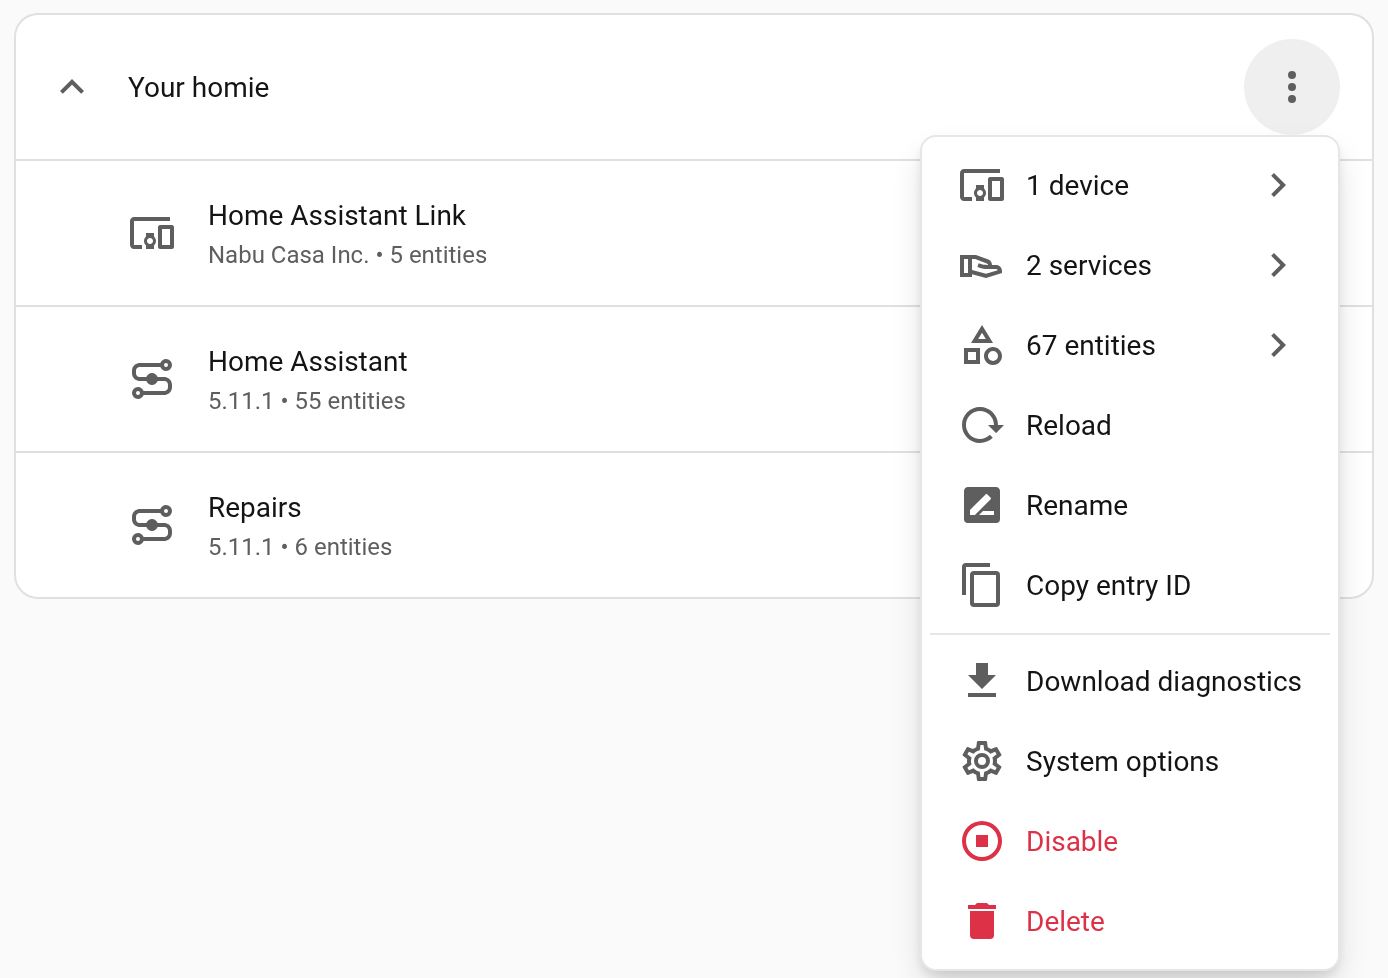 Your homie
Home Assistant Link
Nabu Casa Inc. • 5 entities
Home Assistant
5.11.1 • 55 entities
Repairs
5.11.1 • 6 entities
1 device
2 services
67 entities
Reload
Rename
Copy entry ID
Download diagnostics
System options
Disable
Delete